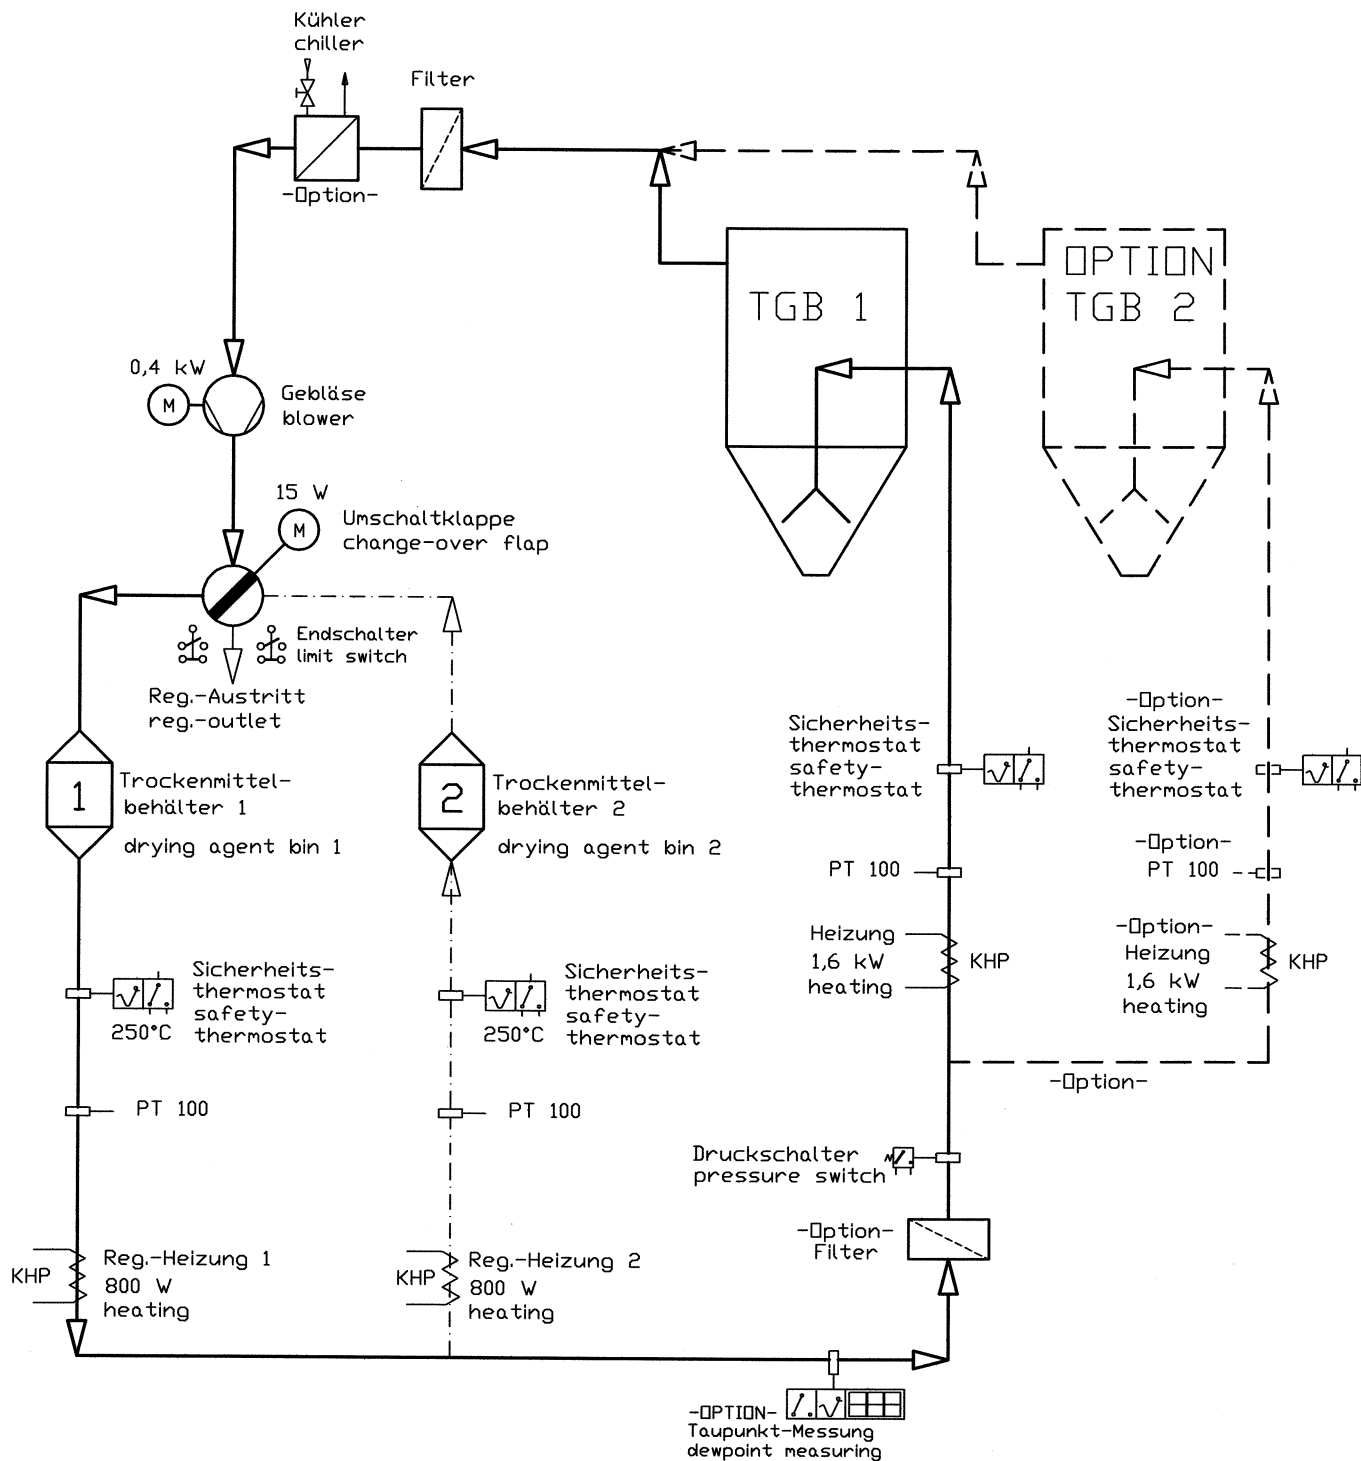 Kühler
chiller
Filter
-Option-
OPTION
TGB 1
TGB 2
0,4 kW
M
Gebläse
blower
15 W
M
Umschaltklappe
change-over flap
Endschalter
limit switch
Reg.-Austritt
reg.-outlet
1
Trockenmittel-
behälter 1
drying agent bin 1
2
Trockenmittel-
behälter 2
drying agent bin 2
Sicherheits-
thermostat
safety-
thermostat
-Option-
Sicherheits-
thermostat
safety-
thermostat
PT 100
-Option-
PT 100
Heizung
1,6 kW
heating
KHP
-Option-
Heizung
1,6 kW
heating
KHP
250°C
Sicherheits-
thermostat
safety-
thermostat
250°C
Sicherheits-
thermostat
safety-
thermostat
-Option-
PT 100
PT 100
Druckschalter
pressure switch
-Option-
Filter
KHP
Reg.-Heizung 1
800 W
heating
KHP
Reg.-Heizung 2
800 W
heating
-OPTION-
Taupunkt-Messung
dewpoint measuring